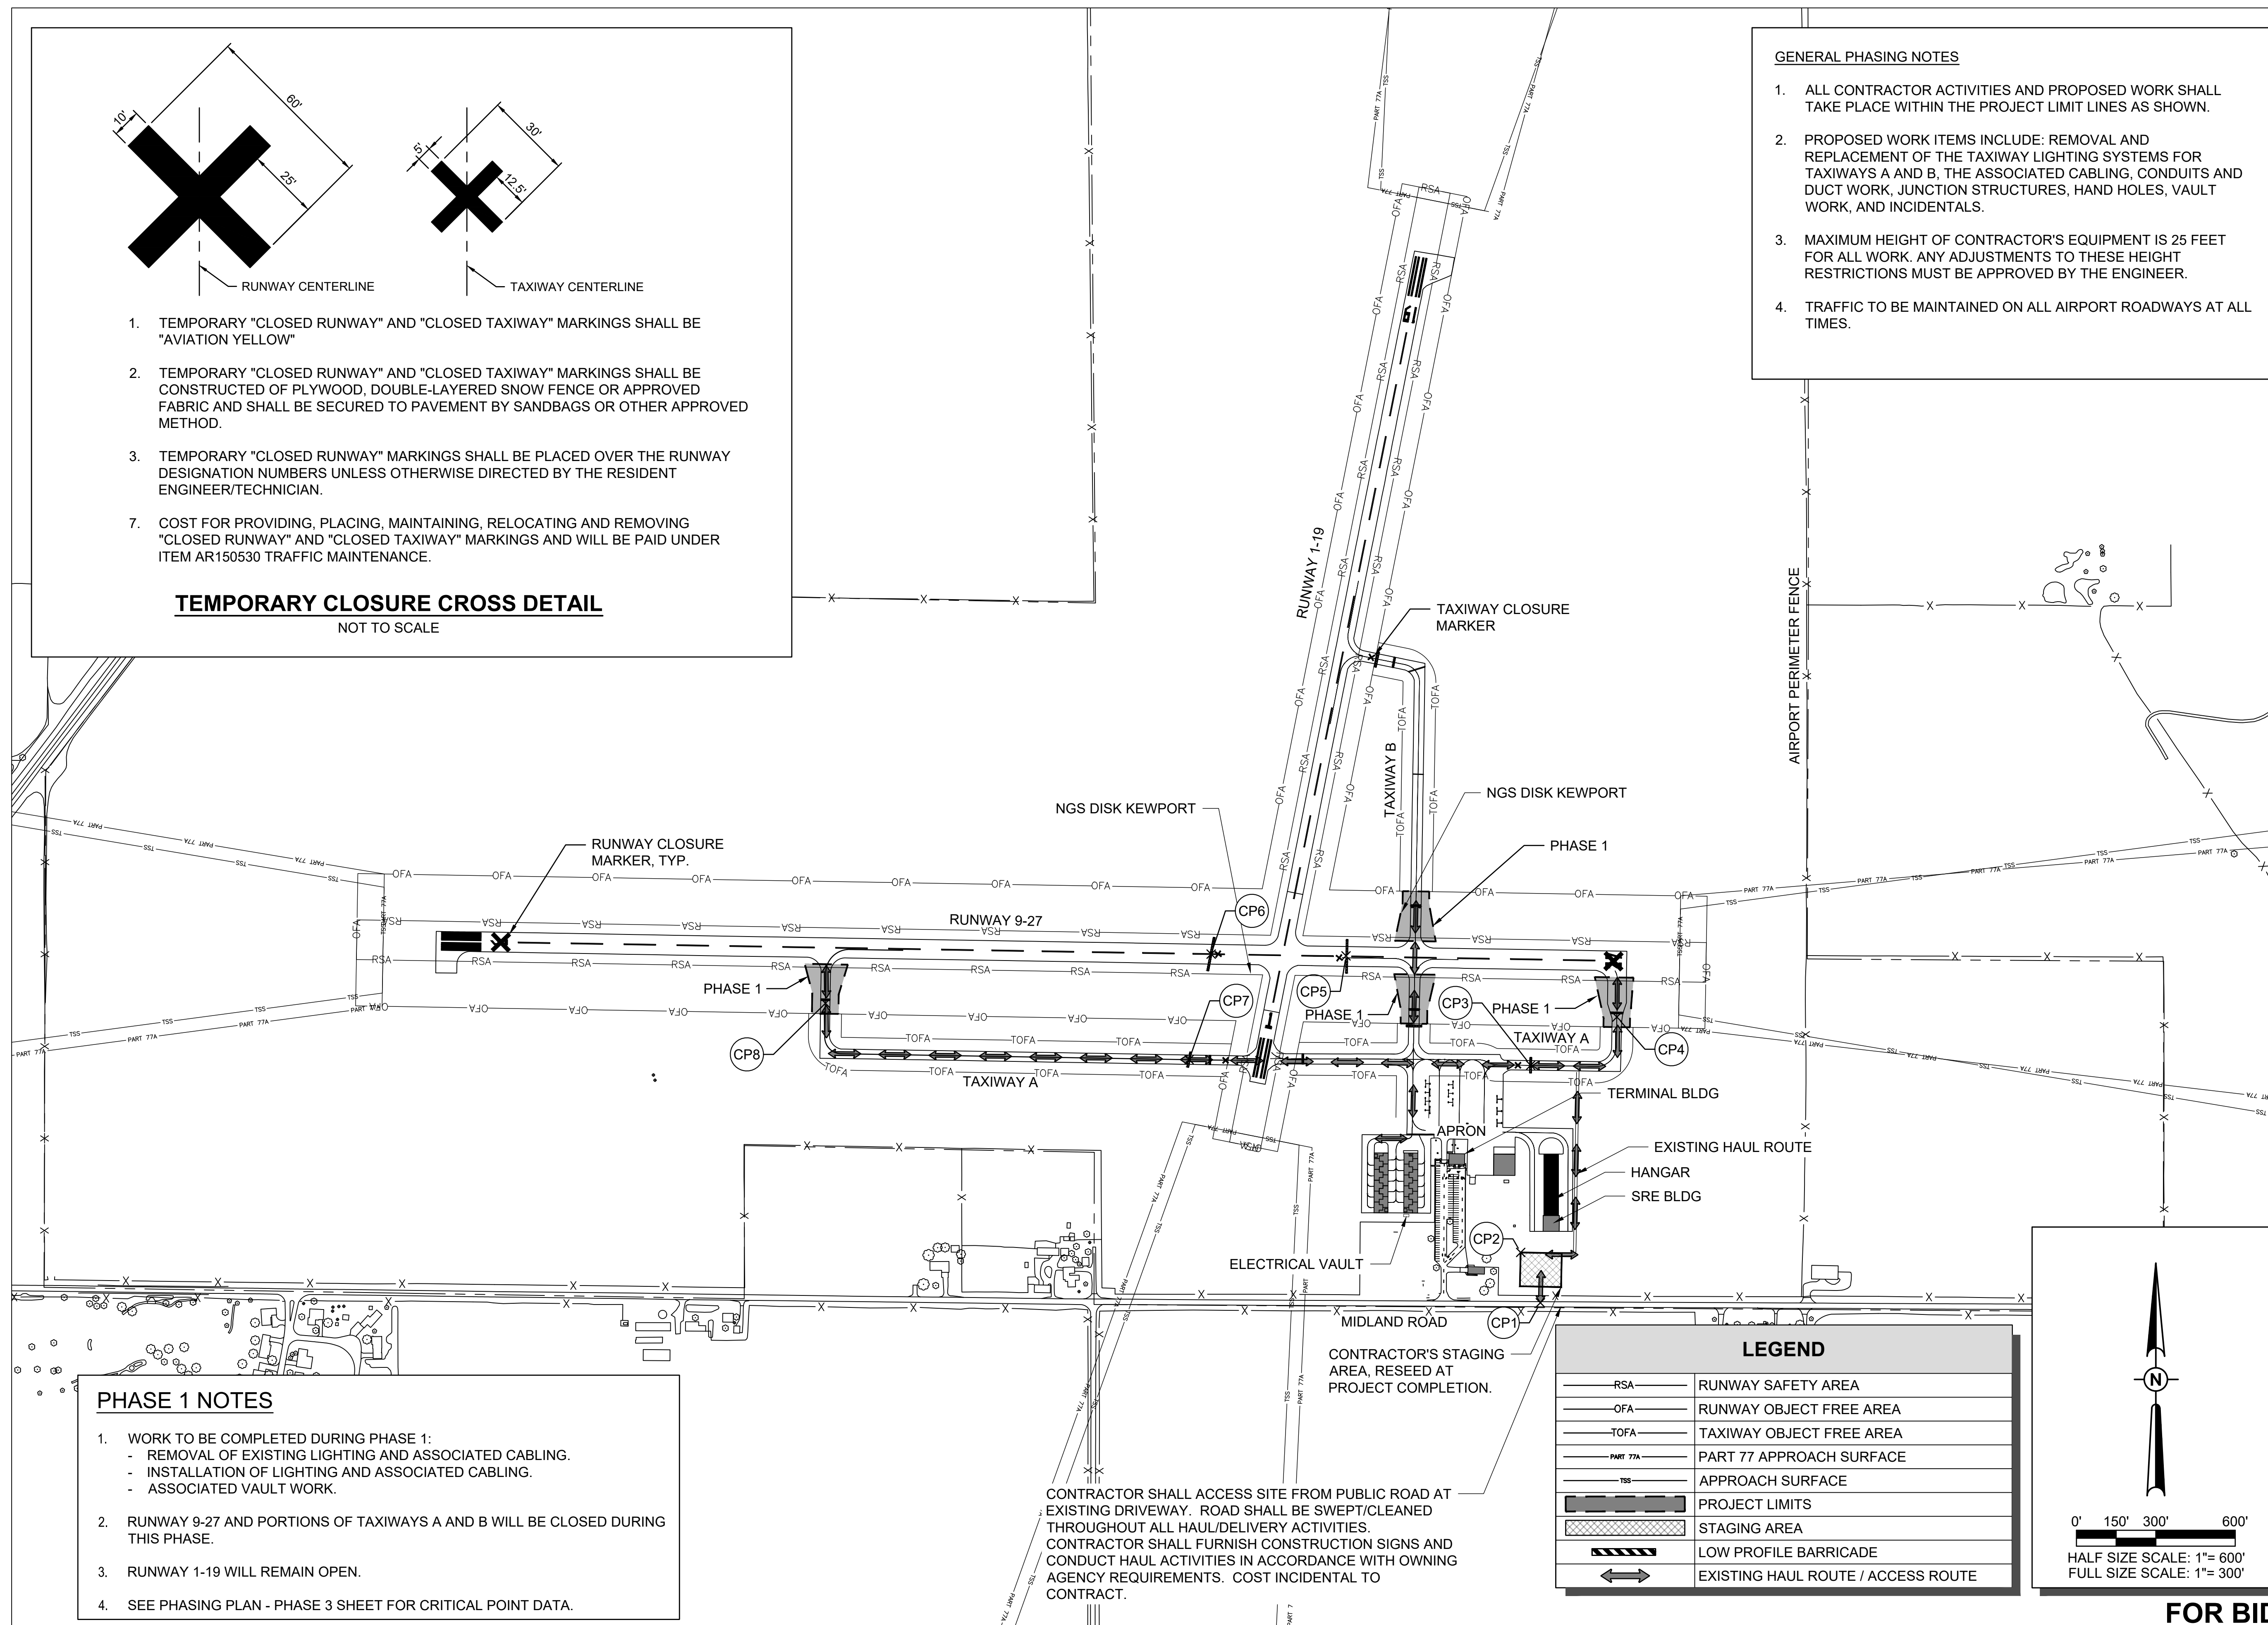 10'
60'
25'
RUNWAY CENTERLINE
5'
30'
12.5'
TAXIWAY CENTERLINE
1. TEMPORARY "CLOSED RUNWAY" AND "CLOSED TAXIWAY" MARKINGS SHALL BE
"AVIATION YELLOW"
2. TEMPORARY "CLOSED RUNWAY" AND "CLOSED TAXIWAY" MARKINGS SHALL BE
CONSTRUCTED OF PLYWOOD, DOUBLE-LAYERED SNOW FENCE OR APPROVED
FABRIC AND SHALL BE SECURED TO PAVEMENT BY SANDBAGS OR OTHER APPROVED
METHOD.
3. TEMPORARY "CLOSED RUNWAY" MARKINGS SHALL BE PLACED OVER THE RUNWAY
DESIGNATION NUMBERS UNLESS OTHERWISE DIRECTED BY THE RESIDENT
ENGINEER/TECHNICIAN.
7. COST FOR PROVIDING, PLACING, MAINTAINING, RELOCATING AND REMOVING
"CLOSED RUNWAY" AND "CLOSED TAXIWAY" MARKINGS AND WILL BE PAID UNDER
ITEM AR150530 TRAFFIC MAINTENANCE.
TEMPORARY CLOSURE CROSS DETAIL
NOT TO SCALE
GENERAL PHASING NOTES
1. ALL CONTRACTOR ACTIVITIES AND PROPOSED WORK SHALL
TAKE PLACE WITHIN THE PROJECT LIMIT LINES AS SHOWN.
2. PROPOSED WORK ITEMS INCLUDE: REMOVAL AND
REPLACEMENT OF THE TAXIWAY LIGHTING SYSTEMS FOR
TAXIWAYS A AND B, THE ASSOCIATED CABLING, CONDUITS AND
DUCT WORK, JUNCTION STRUCTURES, HAND HOLES, VAULT
WORK, AND INCIDENTALS.
3. MAXIMUM HEIGHT OF CONTRACTOR'S EQUIPMENT IS 25 FEET
FOR ALL WORK. ANY ADJUSTMENTS TO THESE HEIGHT
RESTRICTIONS MUST BE APPROVED BY THE ENGINEER.
4. TRAFFIC TO BE MAINTAINED ON ALL AIRPORT ROADWAYS AT ALL
TIMES.
RUNWAY 1-19
19
TAXIWAY CLOSURE
MARKER
AIRPORT PERIMETER FENCE
TAXIWAY B
NGS DISK KEWPORT
NGS DISK KEWPORT
PHASE 1
RUNWAY CLOSURE
MARKER, TYP.
RUNWAY 9-27
CP6
PHASE 1
CP7
CP5
PHASE 1
CP3
PHASE 1
TAXIWAY A
CP4
CP8
TAXIWAY A
TERMINAL BLDG
APRON
EXISTING HAUL ROUTE
HANGAR
SRE BLDG
CP2
ELECTRICAL VAULT
MIDLAND ROAD
CP1
CONTRACTOR'S STAGING
AREA, RESEED AT
PROJECT COMPLETION.
CONTRACTOR SHALL ACCESS SITE FROM PUBLIC ROAD AT
EXISTING DRIVEWAY. ROAD SHALL BE SWEPT/CLEANED
THROUGHOUT ALL HAUL/DELIVERY ACTIVITIES.
CONTRACTOR SHALL FURNISH CONSTRUCTION SIGNS AND
CONDUCT HAUL ACTIVITIES IN ACCORDANCE WITH OWNING
AGENCY REQUIREMENTS. COST INCIDENTAL TO
CONTRACT.
PHASE 1 NOTES
1. WORK TO BE COMPLETED DURING PHASE 1:
- REMOVAL OF EXISTING LIGHTING AND ASSOCIATED CABLING.
- INSTALLATION OF LIGHTING AND ASSOCIATED CABLING.
- ASSOCIATED VAULT WORK.
2. RUNWAY 9-27 AND PORTIONS OF TAXIWAYS A AND B WILL BE CLOSED DURING
THIS PHASE.
3. RUNWAY 1-19 WILL REMAIN OPEN.
4. SEE PHASING PLAN - PHASE 3 SHEET FOR CRITICAL POINT DATA.
LEGEND
RSA RUNWAY SAFETY AREA
OFA RUNWAY OBJECT FREE AREA
TOFA TAXIWAY OBJECT FREE AREA
PART 77A PART 77 APPROACH SURFACE
TSS APPROACH SURFACE
PROJECT LIMITS
STAGING AREA
LOW PROFILE BARRICADE
EXISTING HAUL ROUTE / ACCESS ROUTE
N
0' 150' 300' 600'
HALF SIZE SCALE: 1"= 600'
FULL SIZE SCALE: 1"= 300'
FOR BID